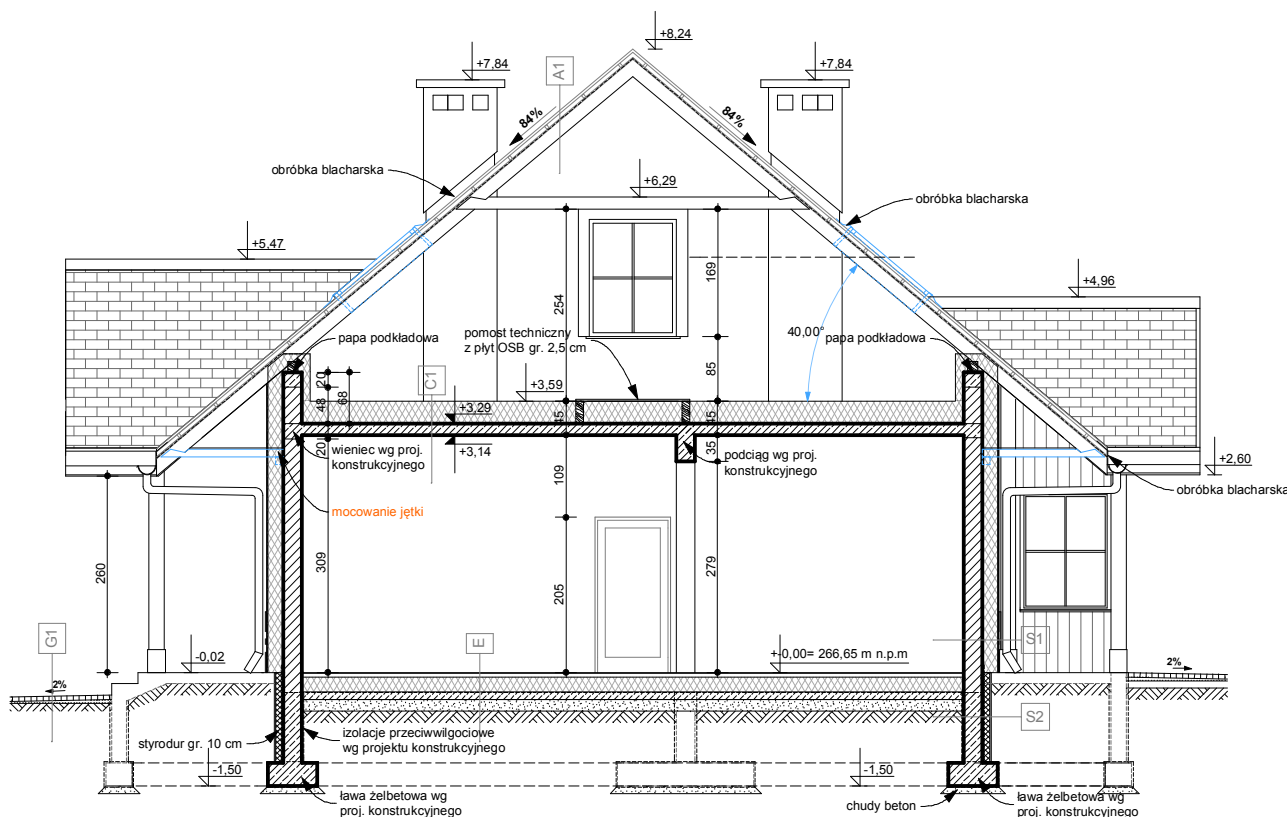 +8,24
+7,84
A1
+7,84
84%
84%
obróbka blacharska
+6,29
obróbka blacharska
+5,47
169
+4,96
254
pomost techniczny
z płyt OSB gr. 2,5 cm
40,00°
papa podkładowa
papa podkładowa
20
85
48
68
C1
+3,59
45
45
+3,29
20
wieniec wg proj.
konstrukcyjnego
+3,14
35
podciąg wg proj.
konstrukcyjnego
109
+2,60
obróbka blacharska
mocowanie jętki
260
309
205
279
G1
E
S1
-0,02
+-0,00= 266,65 m n.p.m
2%
2%
S2
styrodur gr. 10 cm
izolacje przeciwwilgociowe
wg projektu konstrukcyjnego
-1,50
-1,50
ława żelbetowa wg
proj. konstrukcyjnego
chudy beton
ława żelbetowa wg
proj. konstrukcyjnego